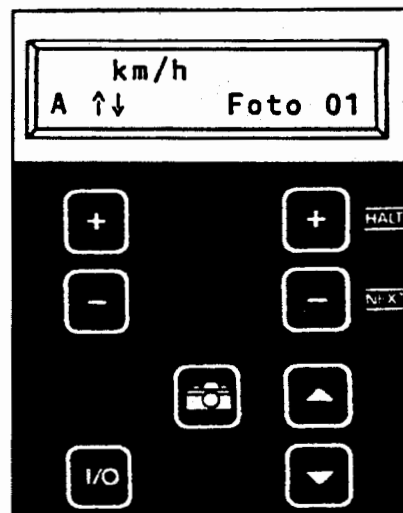 km/h
A ↑↓ Foto 01
+ + HALT
- - NEXT
I/O